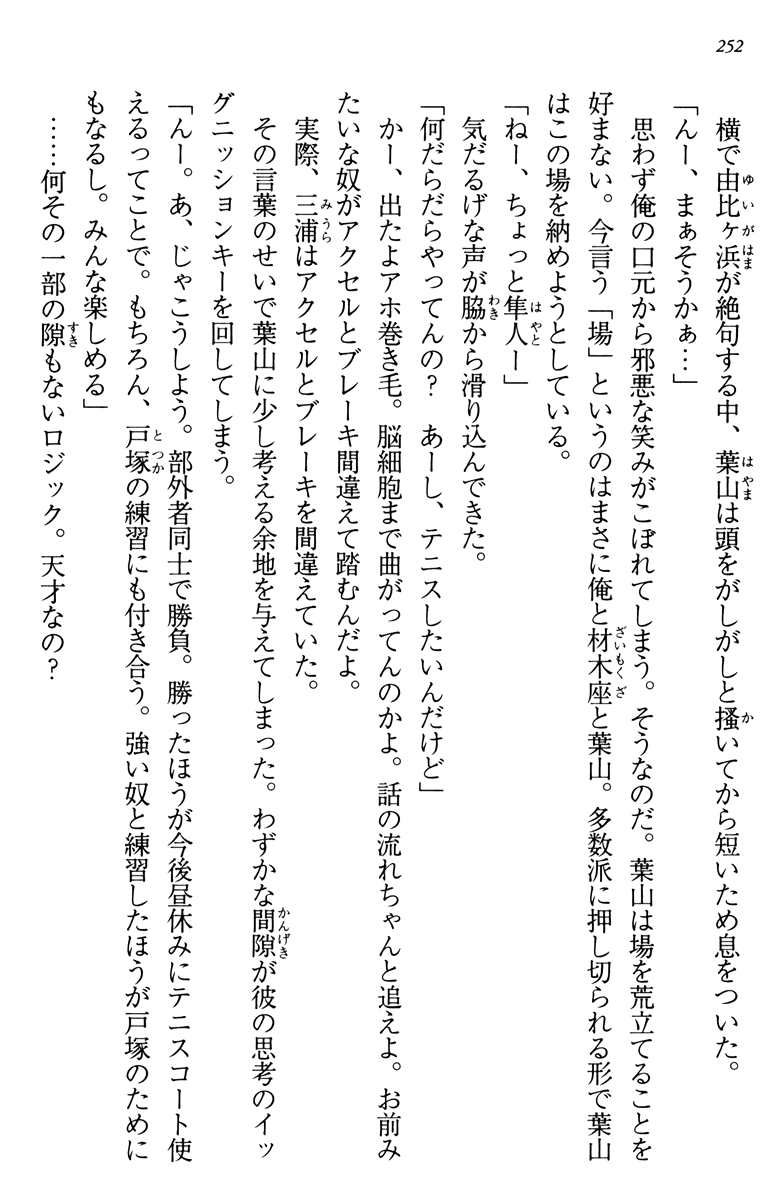 252
横で由比ヶ浜が絶句する中、葉山は頭をがしがしと掻いてから短いため息をついた。
「んー、まぁそうかぁ…」
思わず俺の口元から邪悪な笑みがこぼれてしまう。そうなのだ。葉山は場を荒立てることを
好まない。今言う「場」というのはまさに俺と材木座と葉山。多数派に押し切られる形で葉山
はこの場を納めようとしている。
「ねー、ちょっと隼人ー」
気だるげな声が脇から滑り込んできた。
「何だらだらやってんの？　あーし、テニスしたいんだけど」
かー、出たよアホ巻き毛。脳細胞まで曲がってんのかよ。話の流れちゃんと追えよ。お前み
たいな奴がアクセルとブレーキ間違えて踏むんだよ。
実際、三浦はアクセルとブレーキを間違えていた。
その言葉のせいで葉山に少し考える余地を与えてしまった。わずかな間隙が彼の思考のイッ
グニッションキーを回してしまう。
「んー。あ、じゃこうしよう。部外者同士で勝負。勝ったほうが今後昼休みにテニスコート使
えるってことで。もちろん、戸塚の練習にも付き合う。強い奴と練習したほうが戸塚のために
もなるし。みんな楽しめる」
……何その一部の隙もないロジック。天才なの？